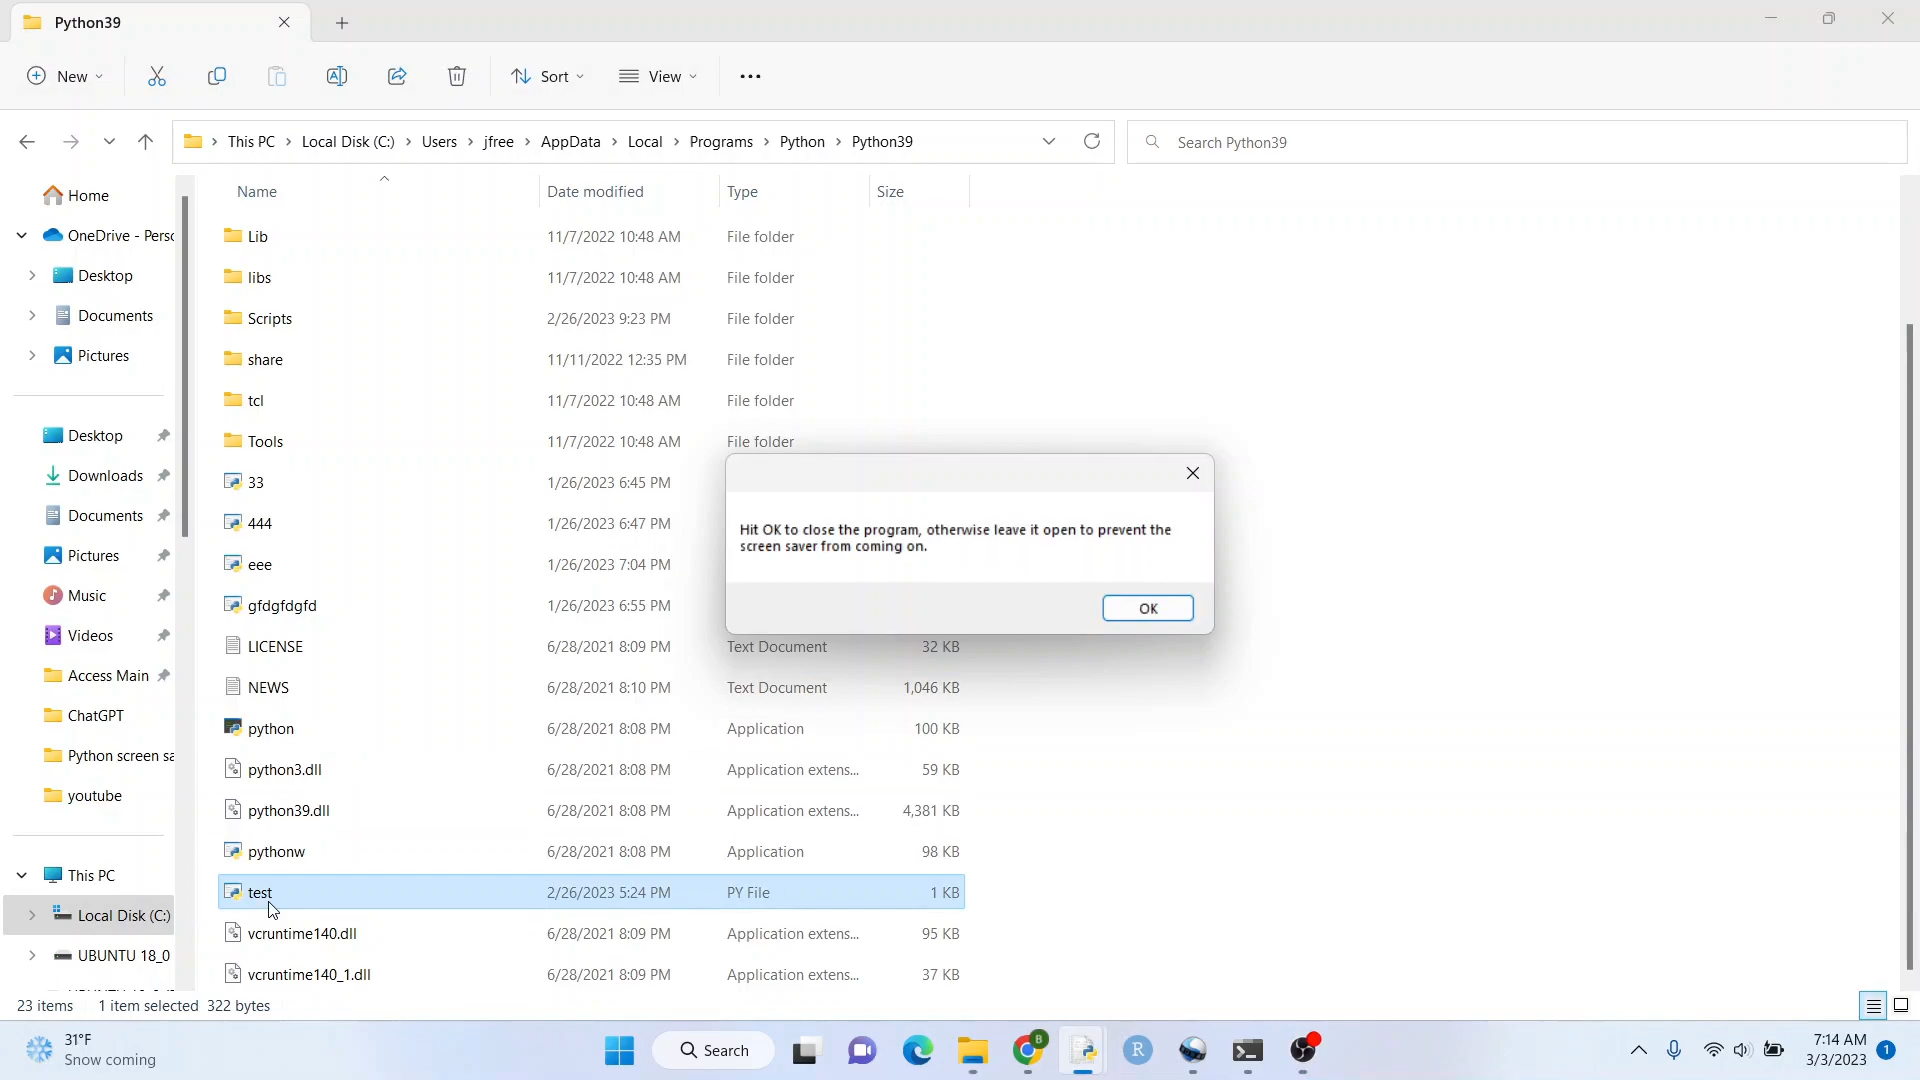 Python39
New
Sort
View
This PC
Local Disk (C:)
Users
jfree
AppData
Local
Programs
Python
Python39
Search Python39
Name
Date modified
Type
Size
Home
OneDrive - Perso
Desktop
Documents
Pictures
Desktop
Downloads
Documents
Pictures
Music
Videos
Access Main
ChatGPT
Python screen sa
youtube
This PC
Local Disk (C:)
UBUNTU 18_0
Lib 11/7/2022 10:48 AM File folder
libs 11/7/2022 10:48 AM File folder
Scripts 2/26/2023 9:23 PM File folder
share 11/11/2022 12:35 PM File folder
tcl 11/7/2022 10:48 AM File folder
Tools 11/7/2022 10:48 AM File folder
33 1/26/2023 6:45 PM
444 1/26/2023 6:47 PM
eee 1/26/2023 7:04 PM
gfdgfdgfd 1/26/2023 6:55 PM
LICENSE 6/28/2021 8:09 PM Text Document 32 KB
NEWS 6/28/2021 8:10 PM Text Document 1,046 KB
python 6/28/2021 8:08 PM Application 100 KB
python3.dll 6/28/2021 8:08 PM Application extens... 59 KB
python39.dll 6/28/2021 8:08 PM Application extens... 4,381 KB
pythonw 6/28/2021 8:08 PM Application 98 KB
test 2/26/2023 5:24 PM PY File 1 KB
vcruntime140.dll 6/28/2021 8:09 PM Application extens... 95 KB
vcruntime140_1.dll 6/28/2021 8:09 PM Application extens... 37 KB
Hit OK to close the program, otherwise leave it open to prevent the
screen saver from coming on.
OK
23 items 1 item selected 322 bytes
31°F
Snow coming
Search
B
R
7:14 AM
3/3/2023
1